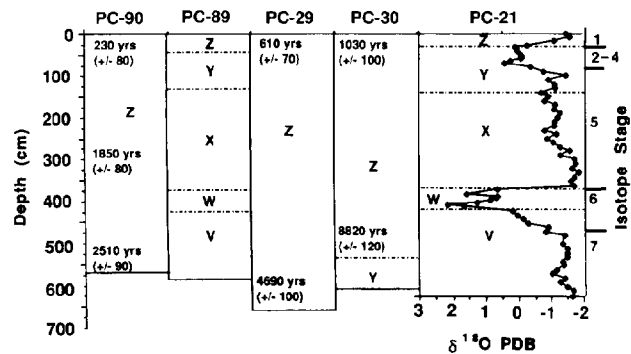 PC-90 PC-89 PC-29 PC-30 PC-21
Depth (cm)
0
100
200
300
400
500
600
700
230 yrs
(+/- 80)
Z
1850 yrs
(+/- 80)
2510 yrs
(+/- 90)
Z
Y
X
W
V
610 yrs
(+/- 70)
Z
4690 yrs
(+/- 100)
1030 yrs
(+/- 100)
Z
8820 yrs
(+/- 120)
Y
Z
Y
X
W
V
1
2-4
5
6
7
Isotope Stage
3 2 1 0 -1 -2
δ ¹⁸O PDB